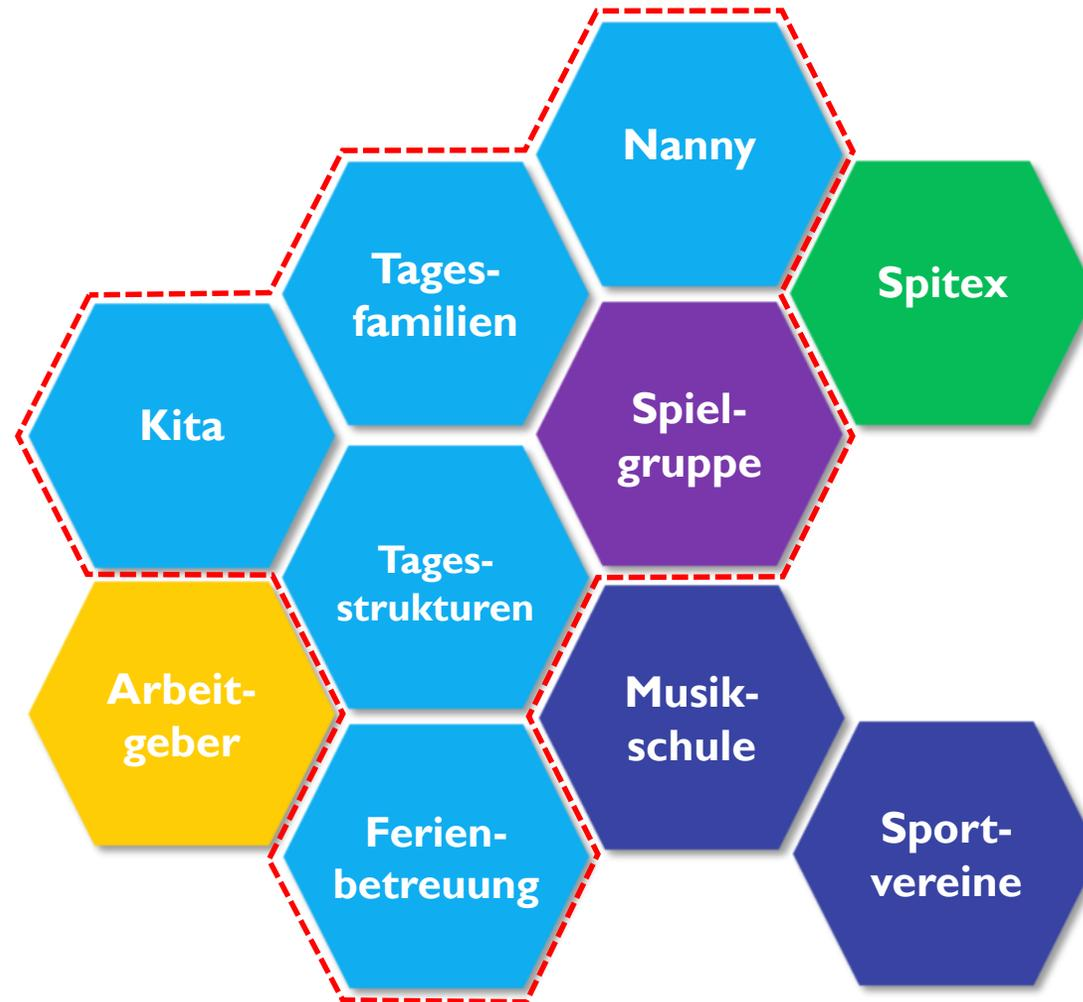 Nanny
Tages-
familien
Spitex
Kita
Spiel-
gruppe
Tages-
strukturen
Arbeit-
geber
Musik-
schule
Ferien-
betreuung
Sport-
vereine